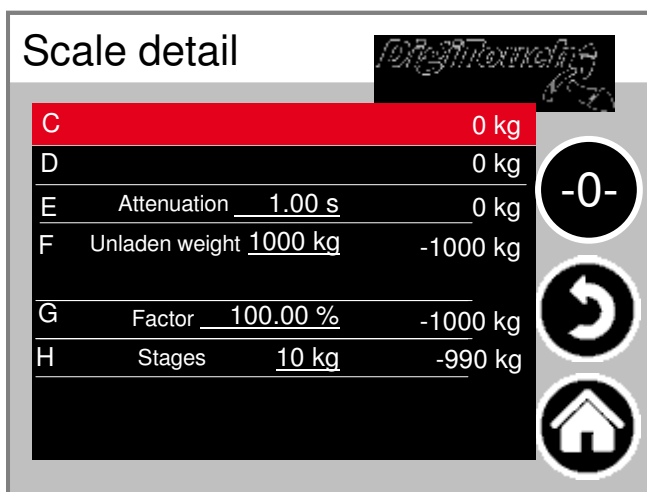 Scale detail
DigiTouch
C 0 kg
D 0 kg
E Attenuation 1.00 s 0 kg
F Unladen weight 1000 kg -1000 kg
G Factor 100.00 % -1000 kg
H Stages 10 kg -990 kg
-0-